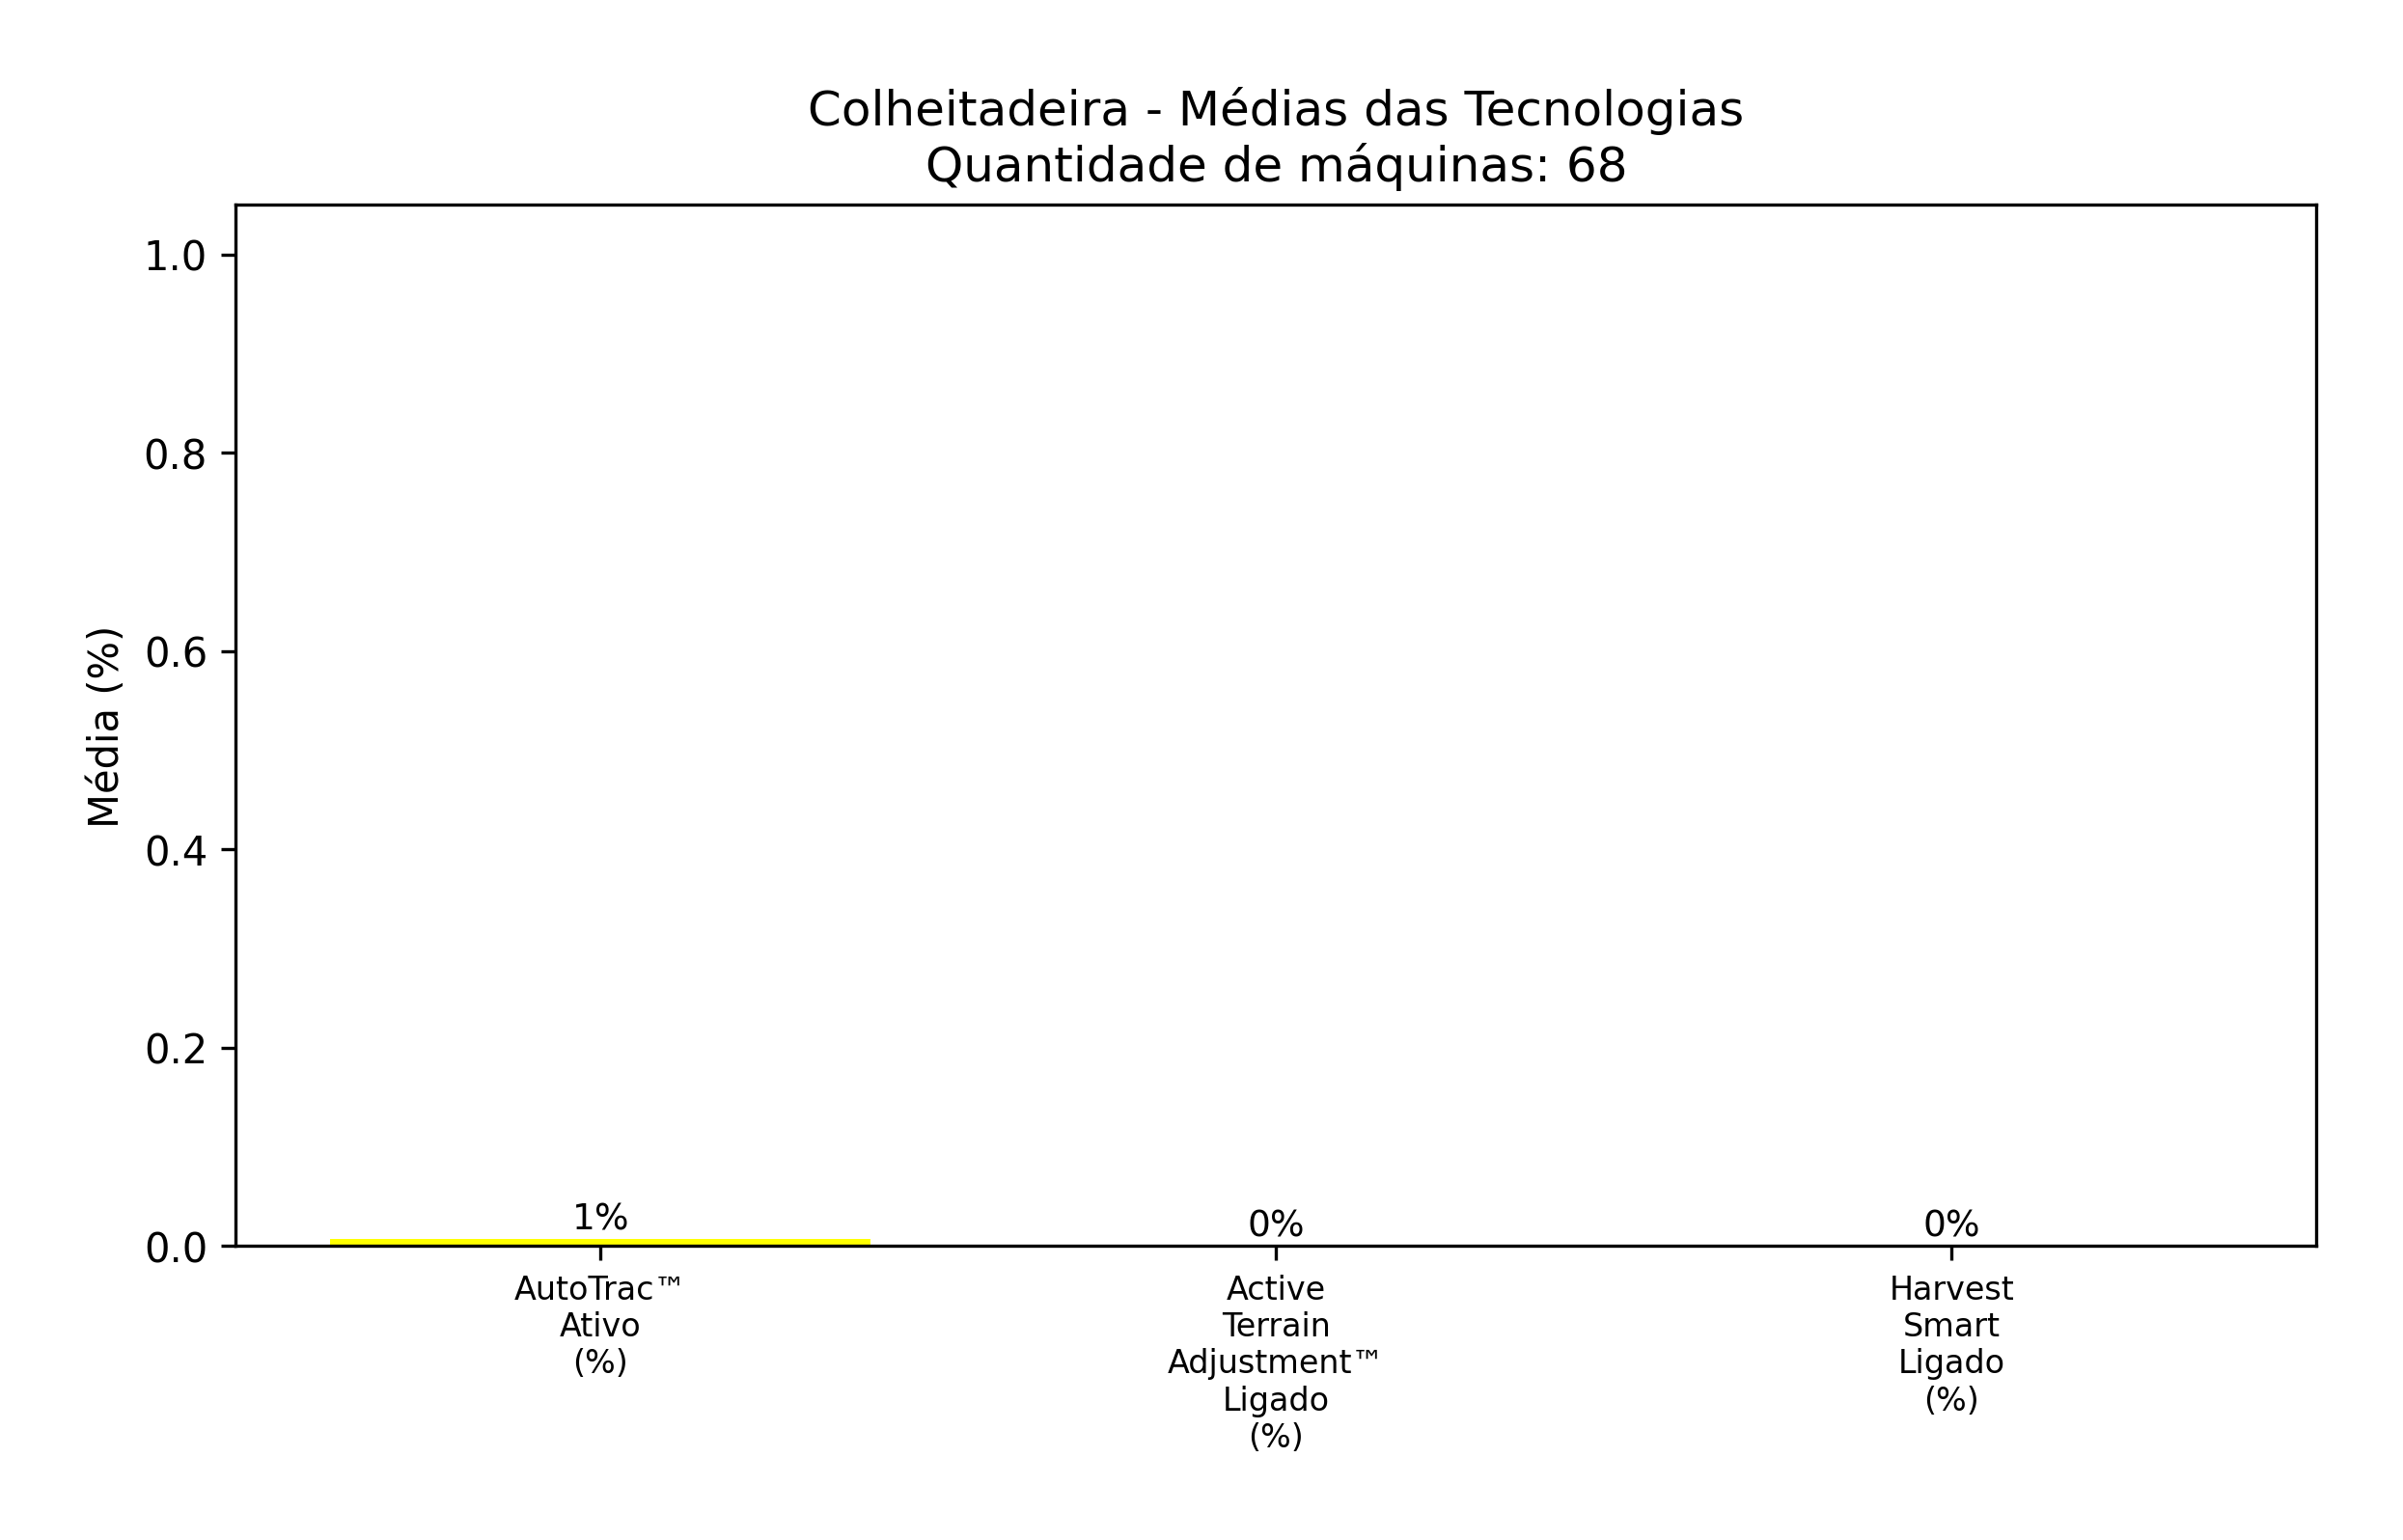 Colheitadeira - Médias das Tecnologias
Quantidade de máquinas: 68
Média (%)
1.0
0.8
0.6
0.4
0.2
0.0
1%
0%
0%
AutoTrac™
Ativo
(%)
Active
Terrain
Adjustment™
Ligado
(%)
Harvest
Smart
Ligado
(%)